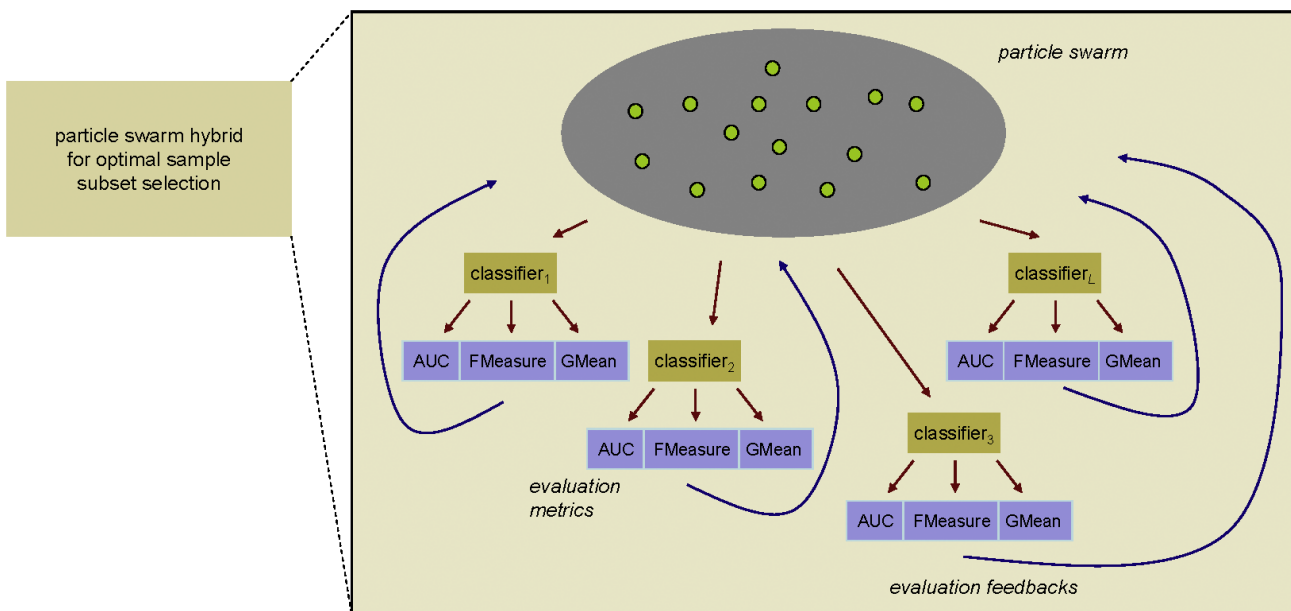 particle swarm
particle swarm hybrid
for optimal sample
subset selection
classifier1
classifierL
AUC FMeasure GMean
classifier2
AUC FMeasure GMean
classifier3
AUC FMeasure GMean
evaluation
metrics
AUC FMeasure GMean
evaluation feedbacks